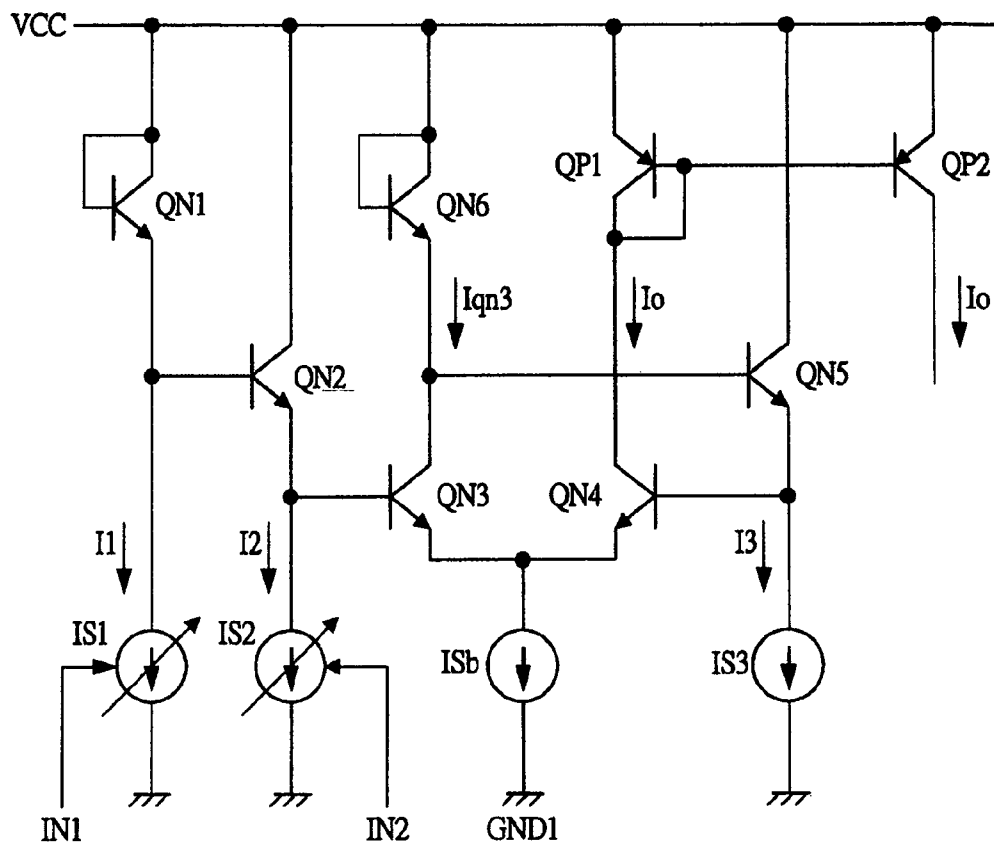 VCC
QN1
QN6
QP1
QP2
Iqn3
Io
Io
QN2
QN5
QN3
QN4
I1
I2
I3
IS1
IS2
ISb
IS3
IN1
IN2
GND1